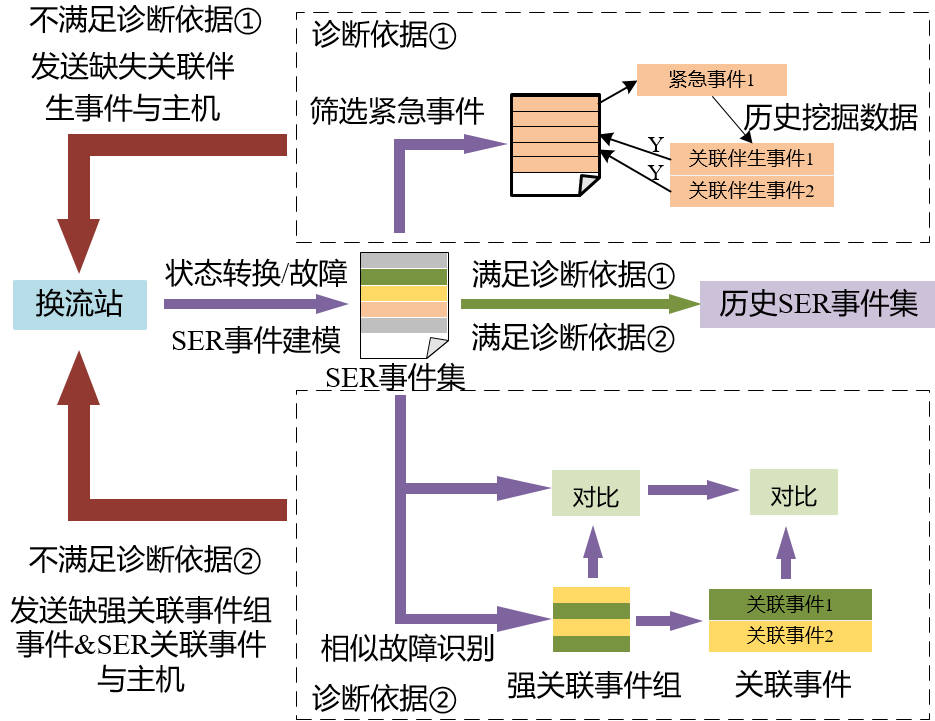 不满足诊断依据①
发送缺失关联伴
生事件与主机
诊断依据①
筛选紧急事件
紧急事件1
历史挖掘数据
Y
关联伴生事件1
Y
关联伴生事件2
换流站
状态转换/故障
SER事件建模
SER事件集
满足诊断依据①
满足诊断依据②
历史SER事件集
不满足诊断依据②
发送缺强关联事件组
事件&SER关联事件
与主机
对比
对比
相似故障识别
强关联事件组
关联事件1
关联事件2
关联事件
诊断依据②